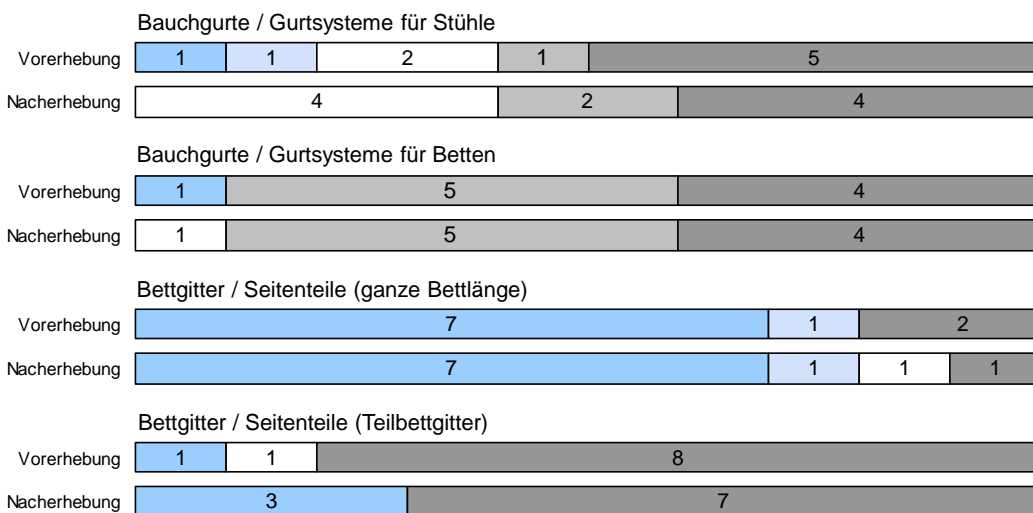 Bauchgurte / Gurtsysteme für Stühle
Vorerhebung 1 1 2 1 5
Nacherhebung 4 2 4
Bauchgurte / Gurtsysteme für Betten
Vorerhebung 1 5 4
Nacherhebung 1 5 4
Bettgitter / Seitenteile (ganze Bettlänge)
Vorerhebung 7 1 2
Nacherhebung 7 1 1 1
Bettgitter / Seitenteile (Teilbettgitter)
Vorerhebung 1 1 8
Nacherhebung 3 7